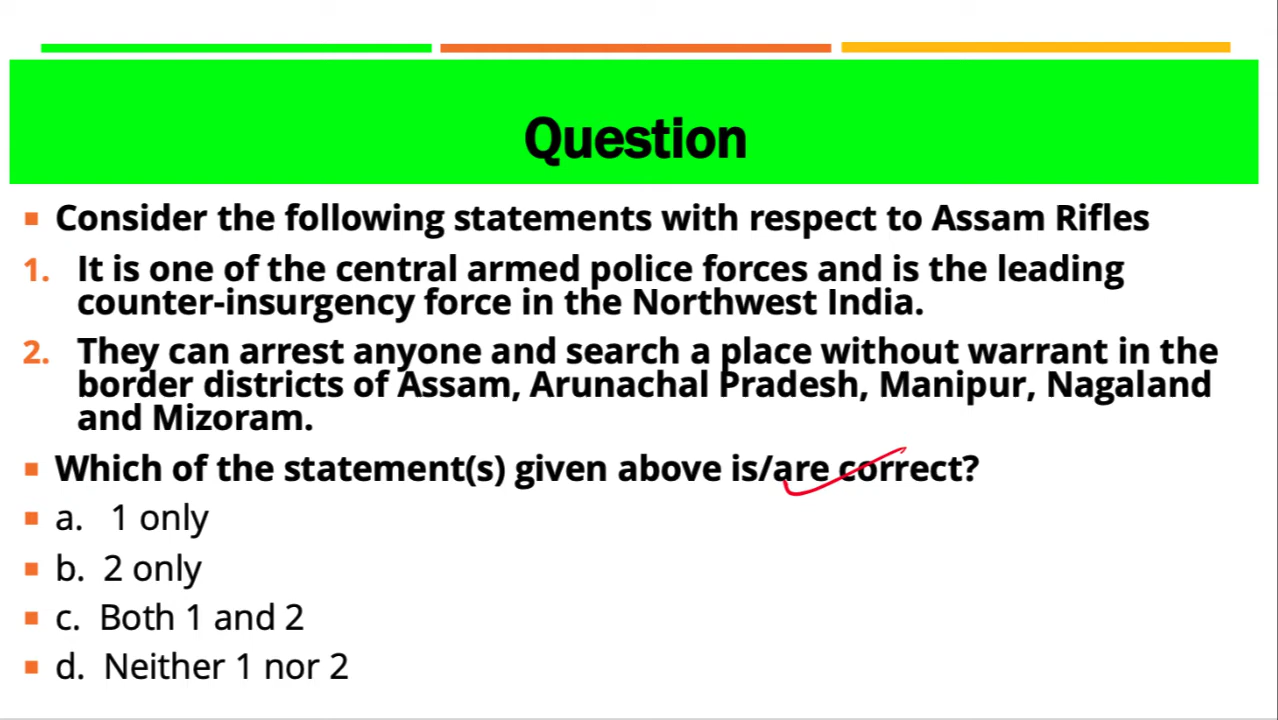 Question
Consider the following statements with respect to Assam Rifles
1. It is one of the central armed police forces and is the leading
counter-insurgency force in the Northwest India.
2. They can arrest anyone and search a place without warrant in the
border districts of Assam, Arunachal Pradesh, Manipur, Nagaland
and Mizoram.
Which of the statement(s) given above is/are correct?
a. 1 only
b. 2 only
c. Both 1 and 2
d. Neither 1 nor 2